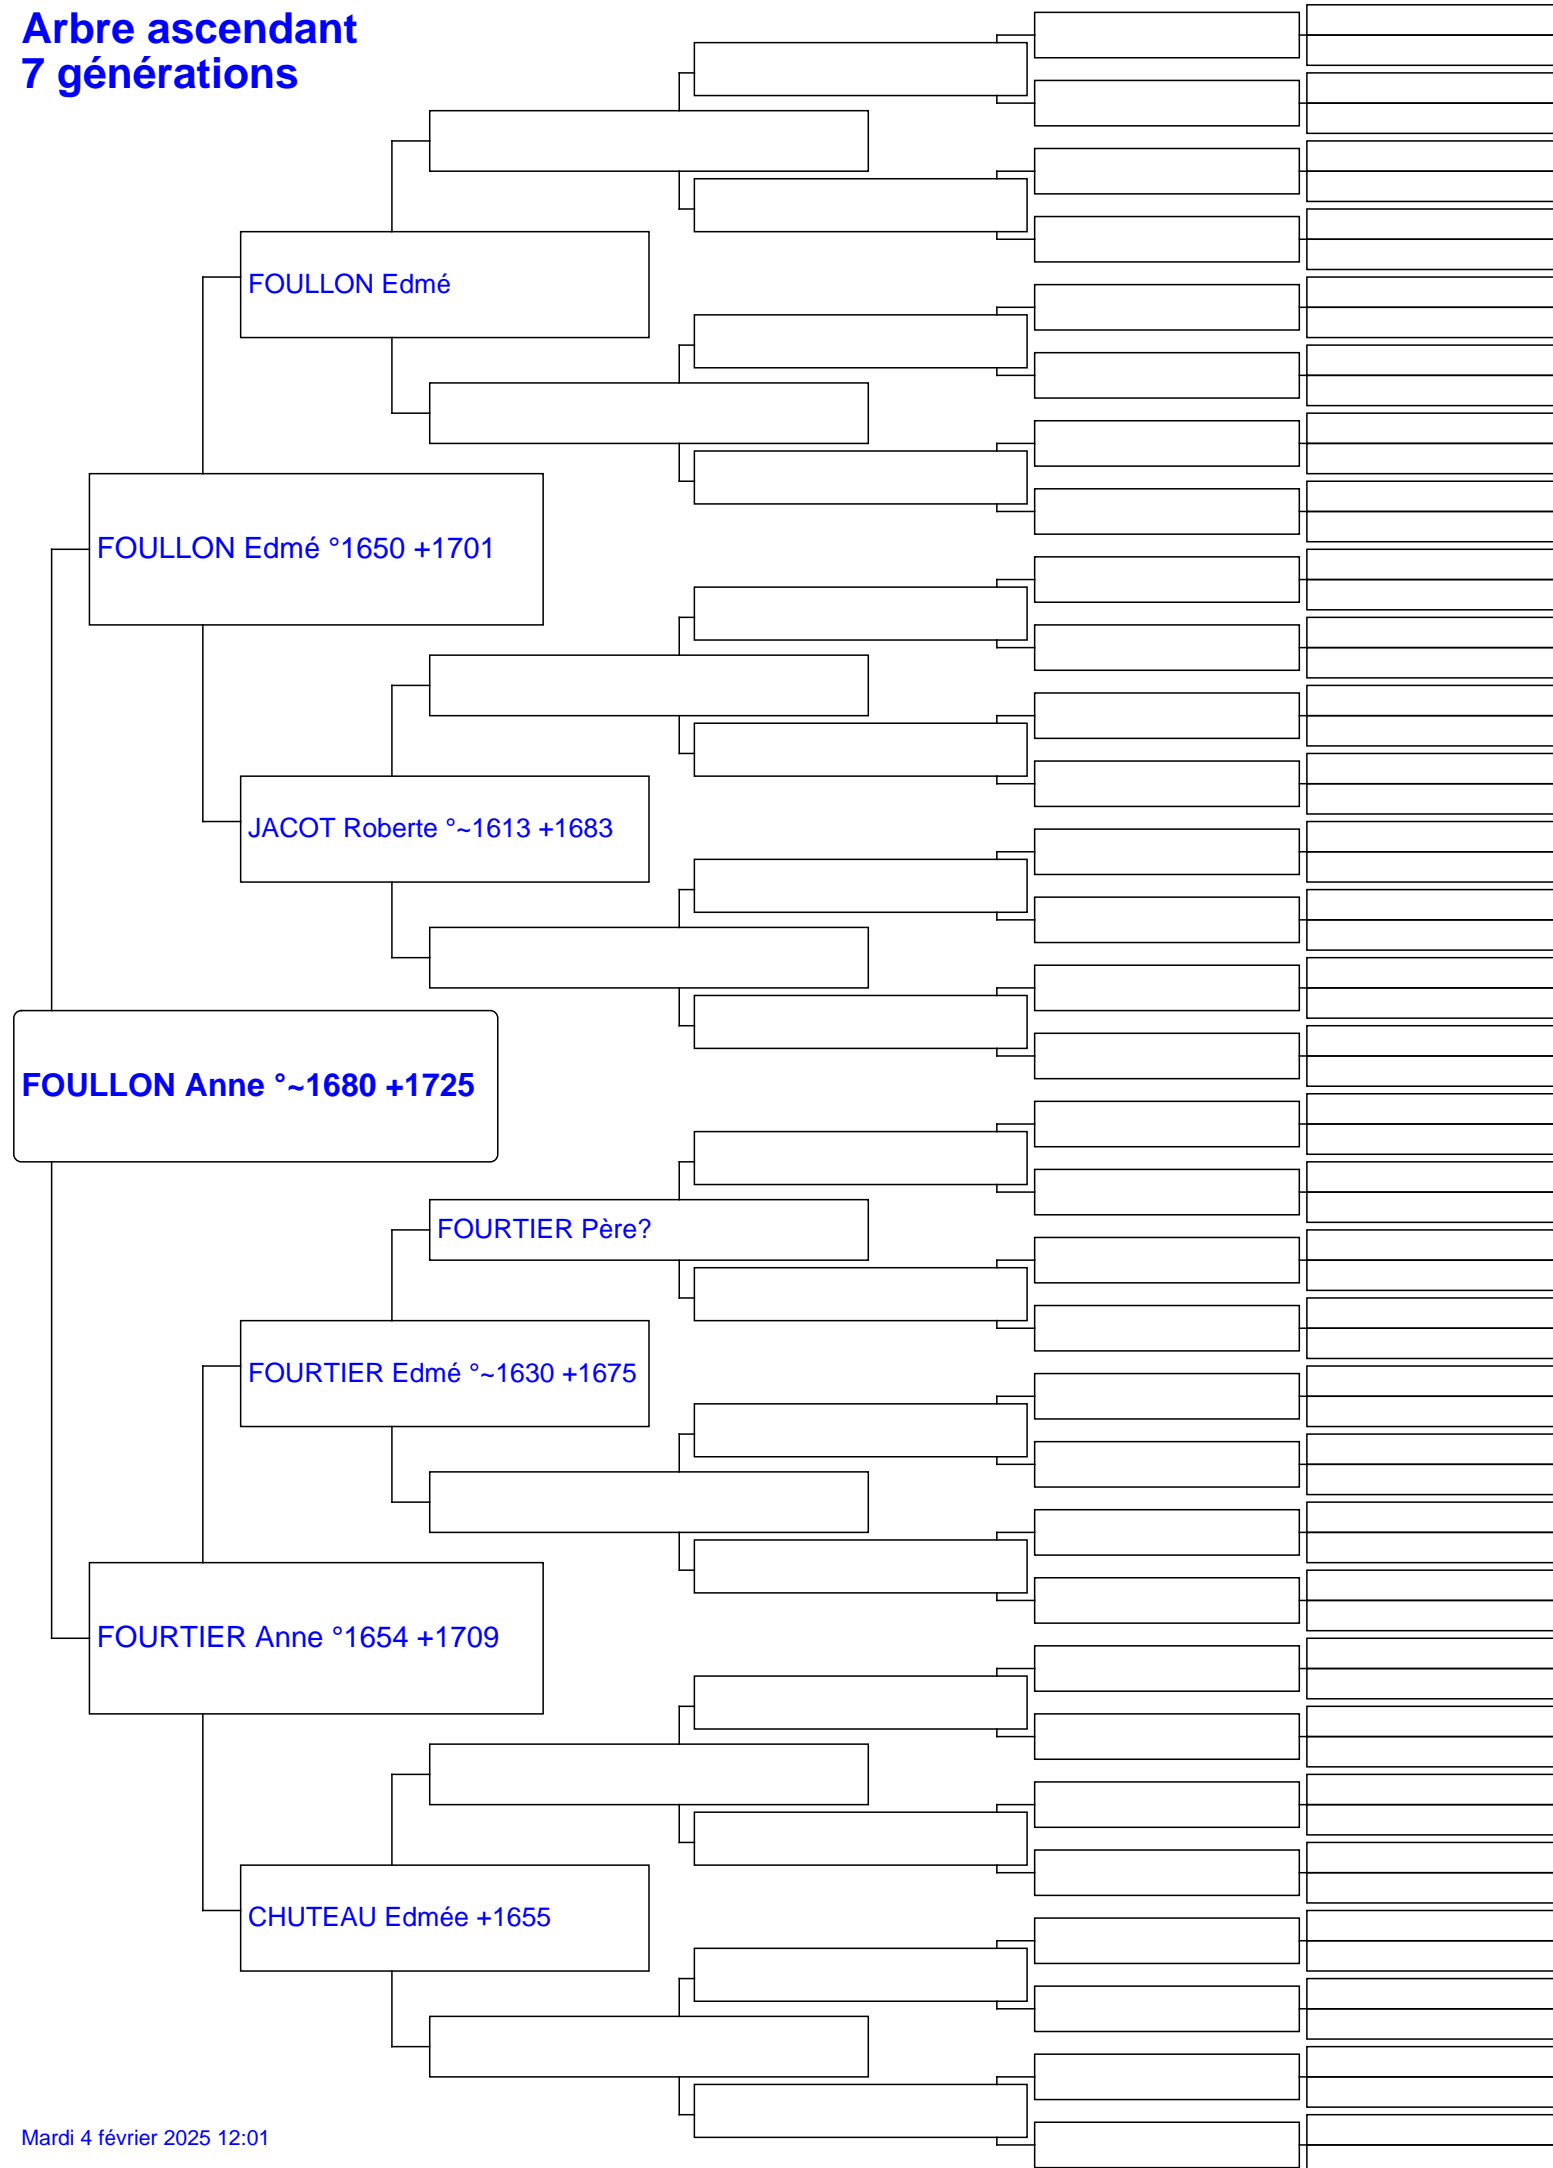 Arbre ascendant
7 générations
FOULLON Edmé
FOULLON Edmé °1650 +1701
JACOT Roberte °~1613 +1683
FOULLON Anne °~1680 +1725
FOURTIER Père?
FOURTIER Edmé °~1630 +1675
FOURTIER Anne °1654 +1709
CHUTEAU Edmée +1655
Mardi 4 février 2025 12:01